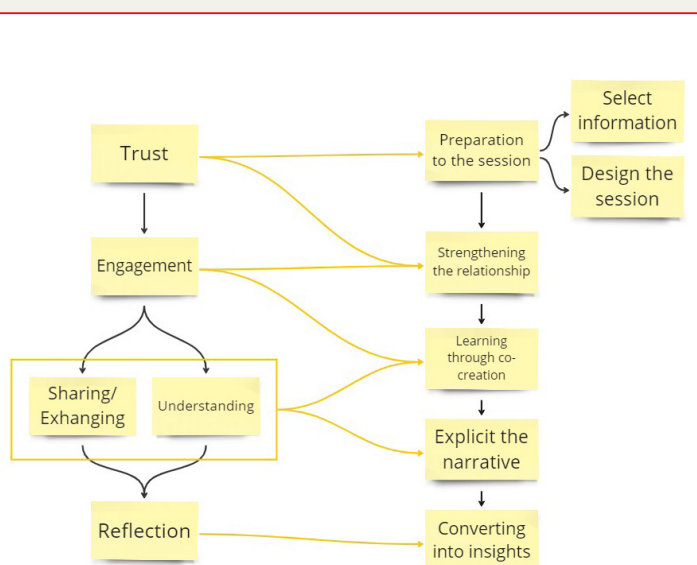 Trust
Engagement
Sharing/
Exhanging
Understanding
Reflection
Preparation
to the session
Select
information
Design the
session
Strengthening
the relationship
Learning
through co-
creation
Explicit the
narrative
Converting
into insights